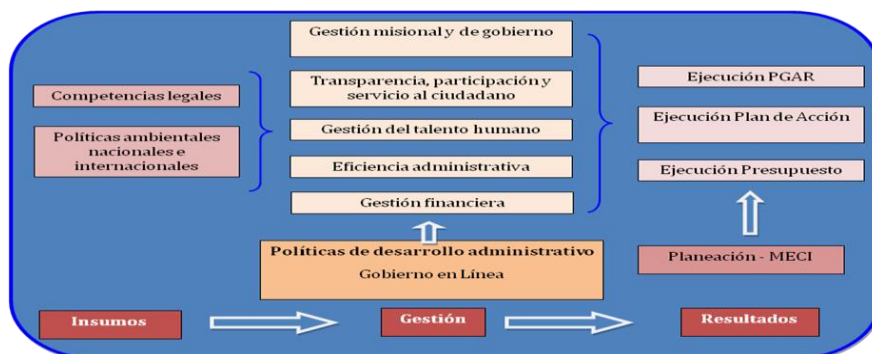 Gestión misional y de gobierno
Competencias legales
Políticas ambientales
nacionales e
internacionales
Transparencia, participación y
servicio al ciudadano
Gestión del talento humano
Eficiencia administrativa
Gestión financiera
Políticas de desarrollo administrativo
Gobierno en Línea
Ejecución PGAR
Ejecución Plan de Acción
Ejecución Presupuesto
Planeación - MECI
Insumos
Gestión
Resultados